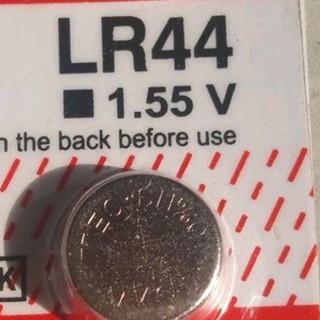 LR44
1.55 V
the back before use
K